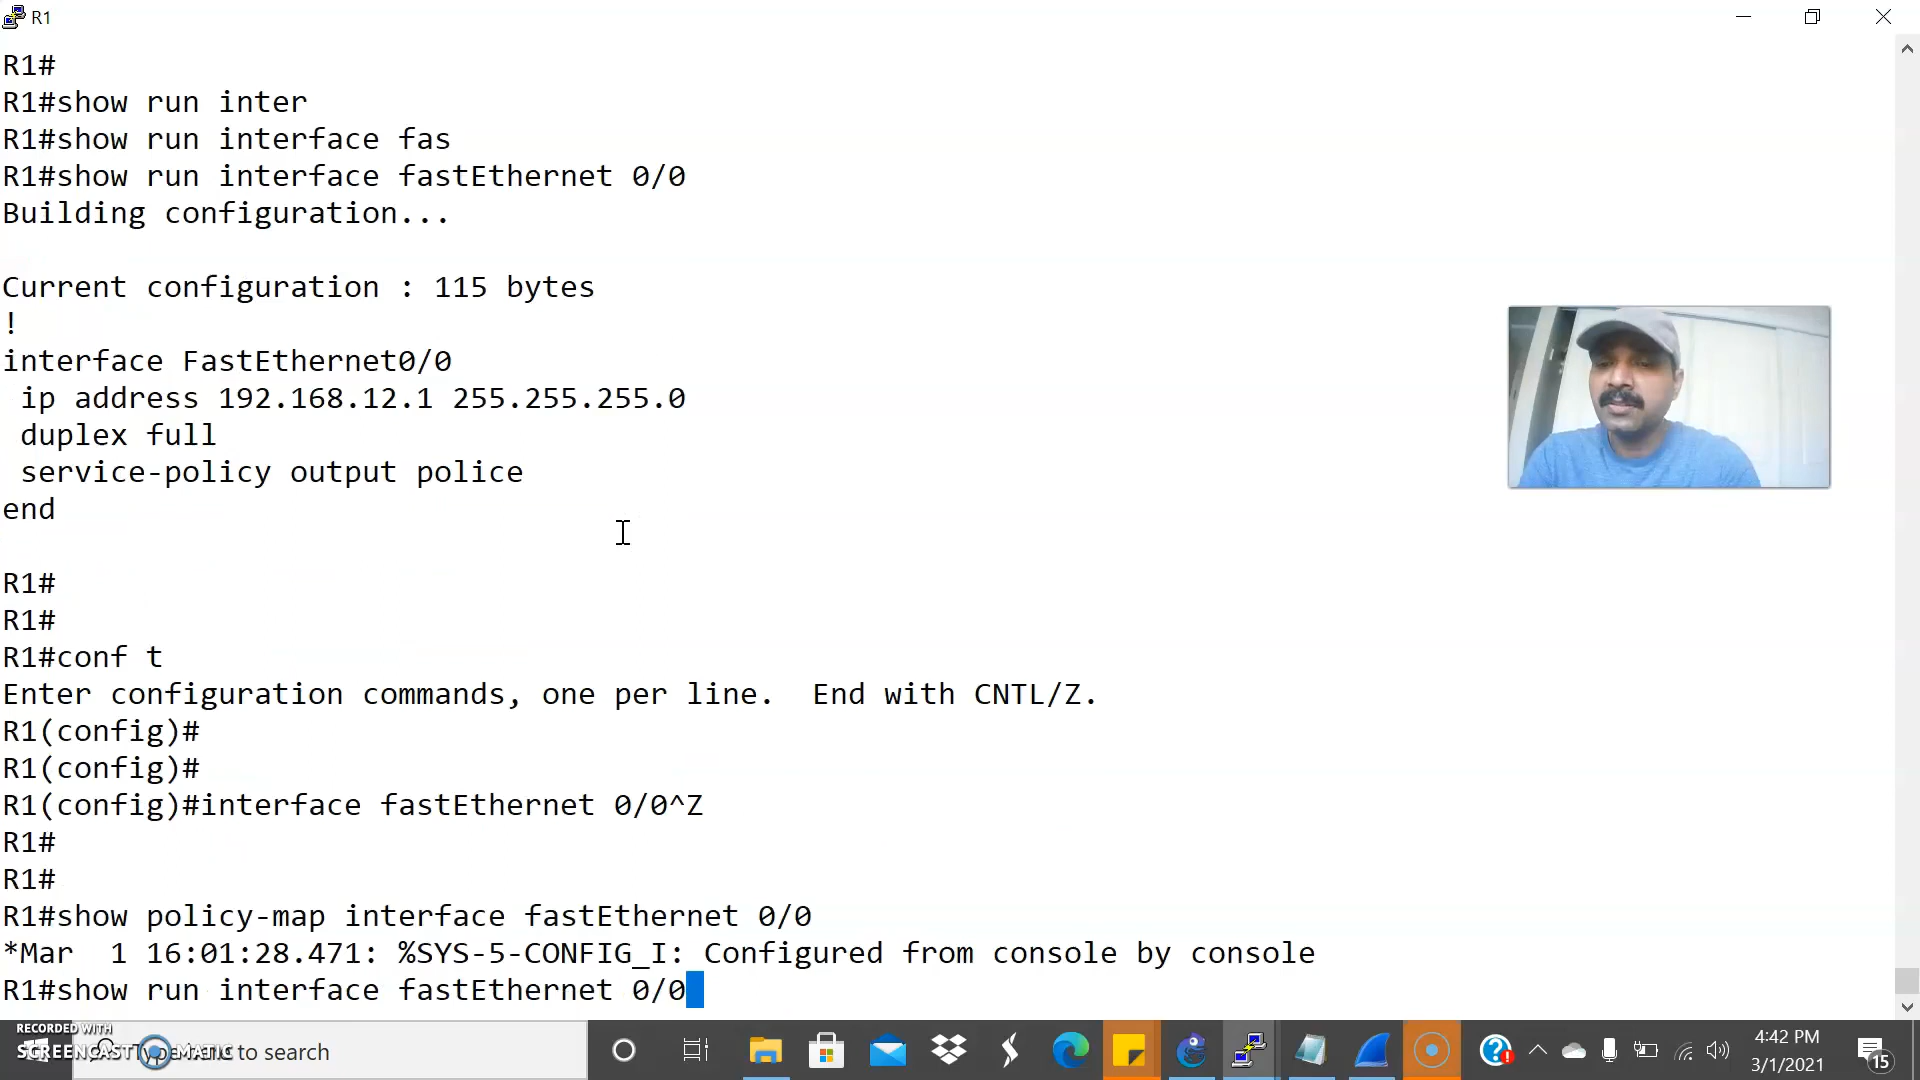 R1
R1#
R1#show run inter
R1#show run interface fas
R1#show run interface fastEthernet 0/0
Building configuration...
Current configuration : 115 bytes
!
interface FastEthernet0/0
ip address 192.168.12.1 255.255.255.0
duplex full
service-policy output police
end
R1#
R1#
R1#conf t
Enter configuration commands, one per line.  End with CNTL/Z.
R1(config)#
R1(config)#
R1(config)#interface fastEthernet 0/0^Z
R1#
R1#
R1#show policy-map interface fastEthernet 0/0
*Mar  1 16:01:28.471: %SYS-5-CONFIG_I: Configured from console by console
R1#show run interface fastEthernet 0/0
RECORDED WITH
SCREENCAST MATIC
to search
4:42 PM
3/1/2021
15